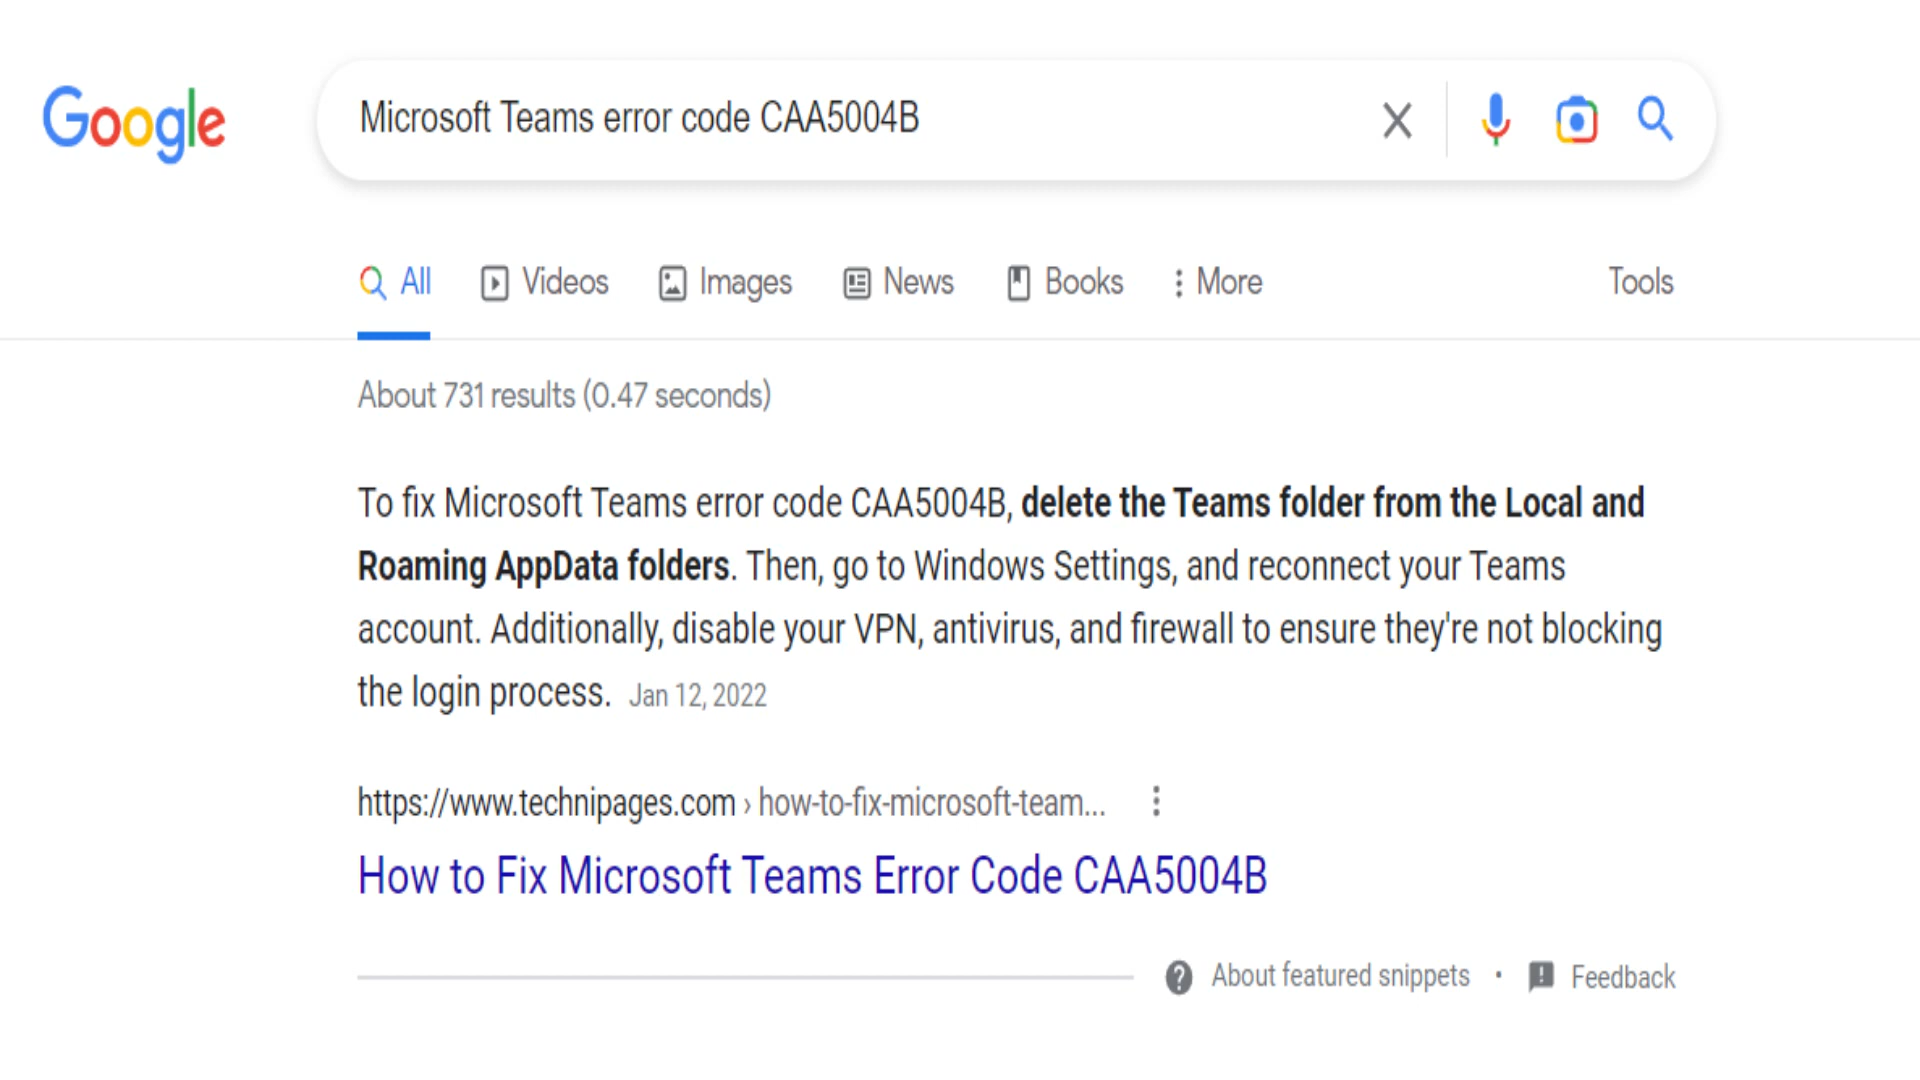 Google
Microsoft Teams error code CAA5004B
All Videos Images News Books More Tools
About 731 results (0.47 seconds)
To fix Microsoft Teams error code CAA5004B, delete the Teams folder from the Local and
Roaming AppData folders. Then, go to Windows Settings, and reconnect your Teams
account. Additionally, disable your VPN, antivirus, and firewall to ensure they're not blocking
the login process. Jan 12, 2022
https://www.technipages.com › how-to-fix-microsoft-team...
How to Fix Microsoft Teams Error Code CAA5004B
About featured snippets • Feedback